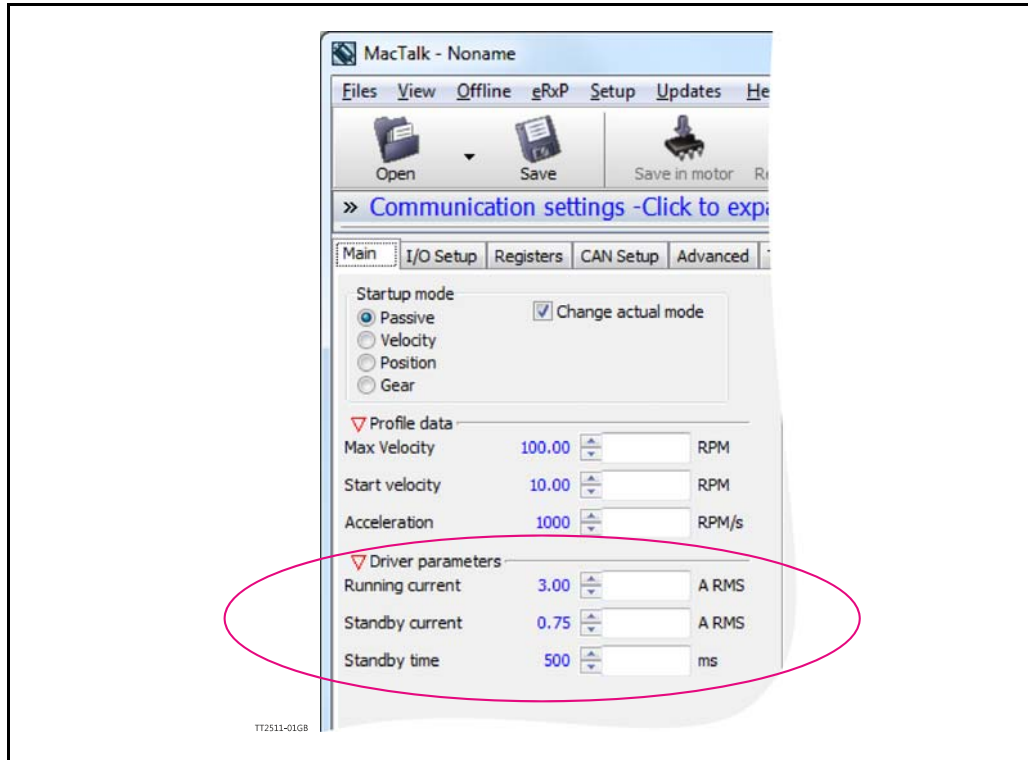 MacTalk - Noname
Files View Offline eRxP Setup Updates He
Open Save Save in motor
» Communication settings -Click to
Main I/O Setup Registers CAN Setup Advanced
Startup mode
Passive Change actual mode
Velocity
Position
Gear
Profile data
Max Velocity 100.00 RPM
Start velocity 10.00 RPM
Acceleration 1000 RPM/s
Driver parameters
Running current 3.00 A RMS
Standby current 0.75 A RMS
Standby time 500 ms
TT2511-01GB